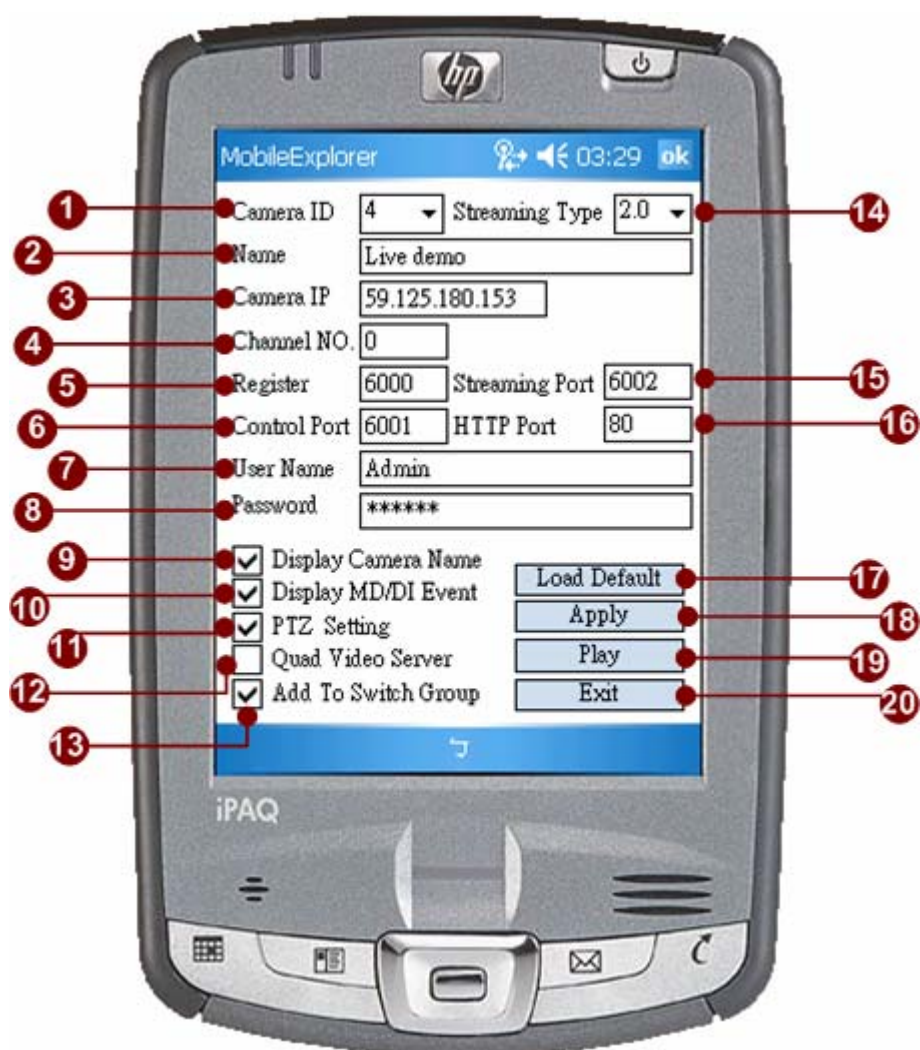 hp
MobileExplorer 03:29 ok
1 Camera ID 4 Streaming Type 2.0 14
2 Name Live demo
3 Camera IP 59.125.180.153
4 Channel NO. 0
5 Register 6000 Streaming Port 6002 15
6 Control Port 6001 HTTP Port 80 16
7 User Name Admin
8 Password ******
9 Display Camera Name
Load Default 17
10 Display MD/DI Event
Apply 18
11 PTZ Setting
12 Quad Video Server
Play 19
13 Add To Switch Group
Exit 20
iPAQ